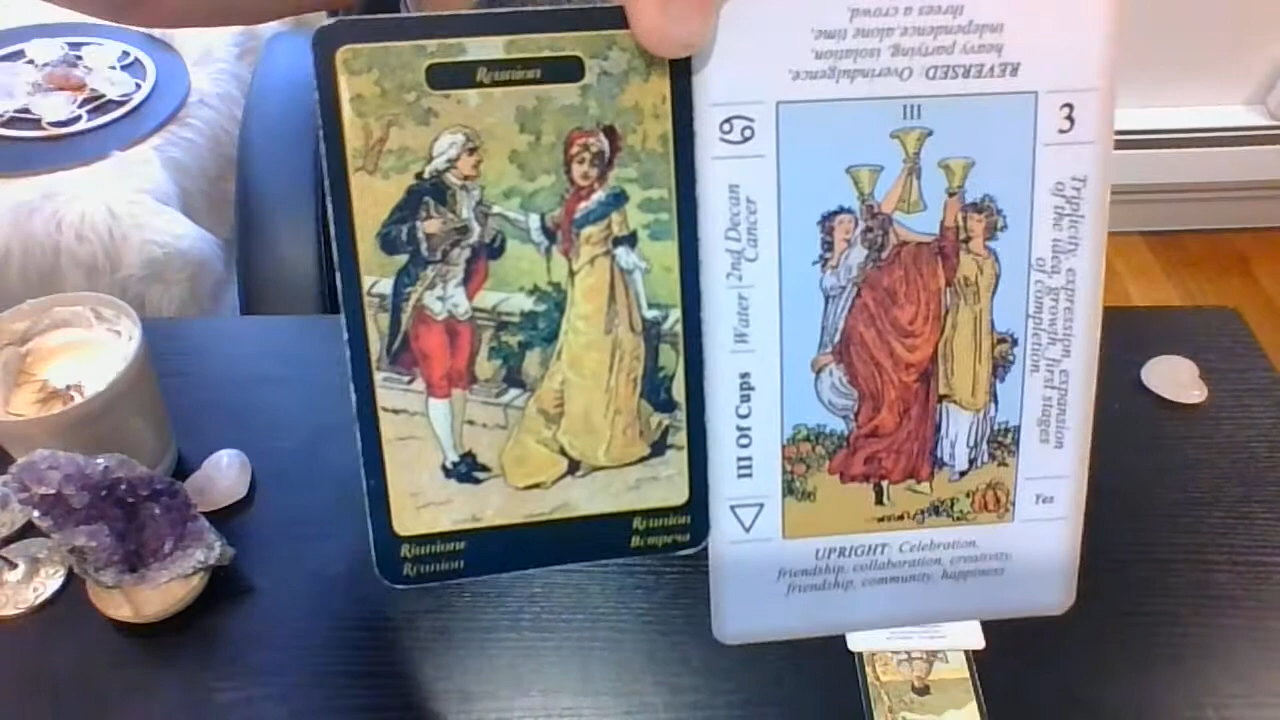 Reunion
Riunione
Reunion
Reunión
Встреча
REVERSED: Overindulgence,
heavy partying, isolation,
independence, alone time,
threes a crowd.
III
3
III Of Cups | Water | 2nd Decan
Cancer
Triplicity, expression, expansion
of the idea, growth, first stages
of completion.
Yes
UPRIGHT: Celebration,
friendship, collaboration, creativity,
friendship, community, happiness